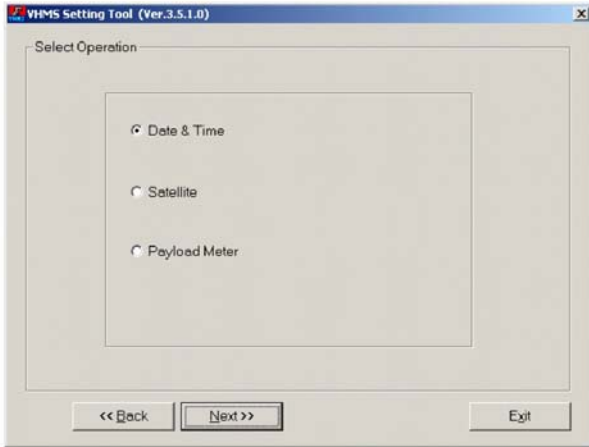 VHMS Setting Tool (Ver.3.5.1.0)
Select Operation
Date & Time
Satellite
Payload Meter
<< Back
Next >>
Exit